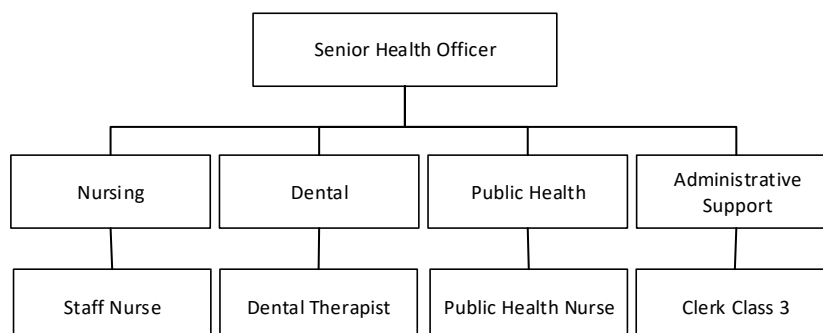 Senior Health Officer
Nursing
Dental
Public Health
Administrative
Support
Staff Nurse
Dental Therapist
Public Health Nurse
Clerk Class 3